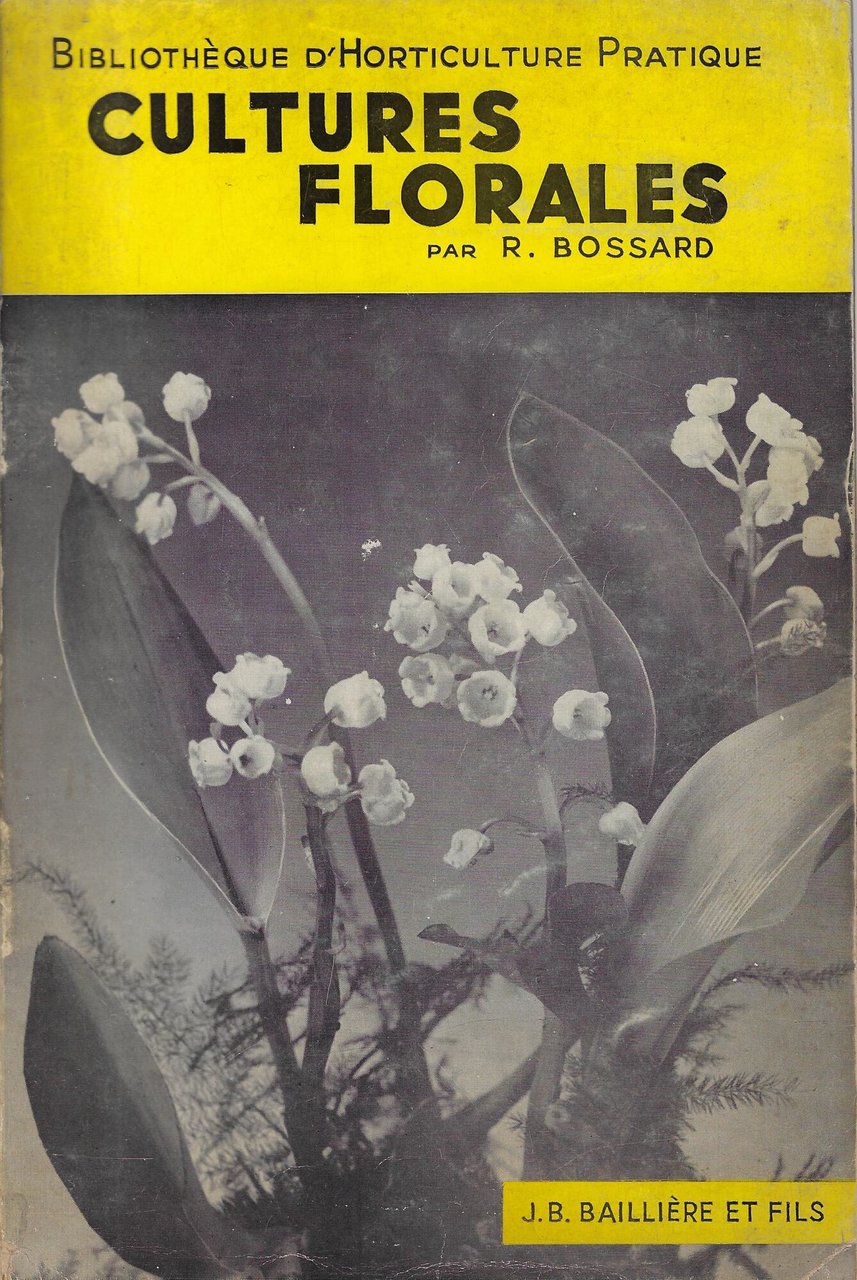 BIBLIOTHÈQUE D'HORTICULTURE PRATIQUE
CULTURES
FLORALES
PAR R. BOSSARD
J.B. BAILLIÈRE ET FILS